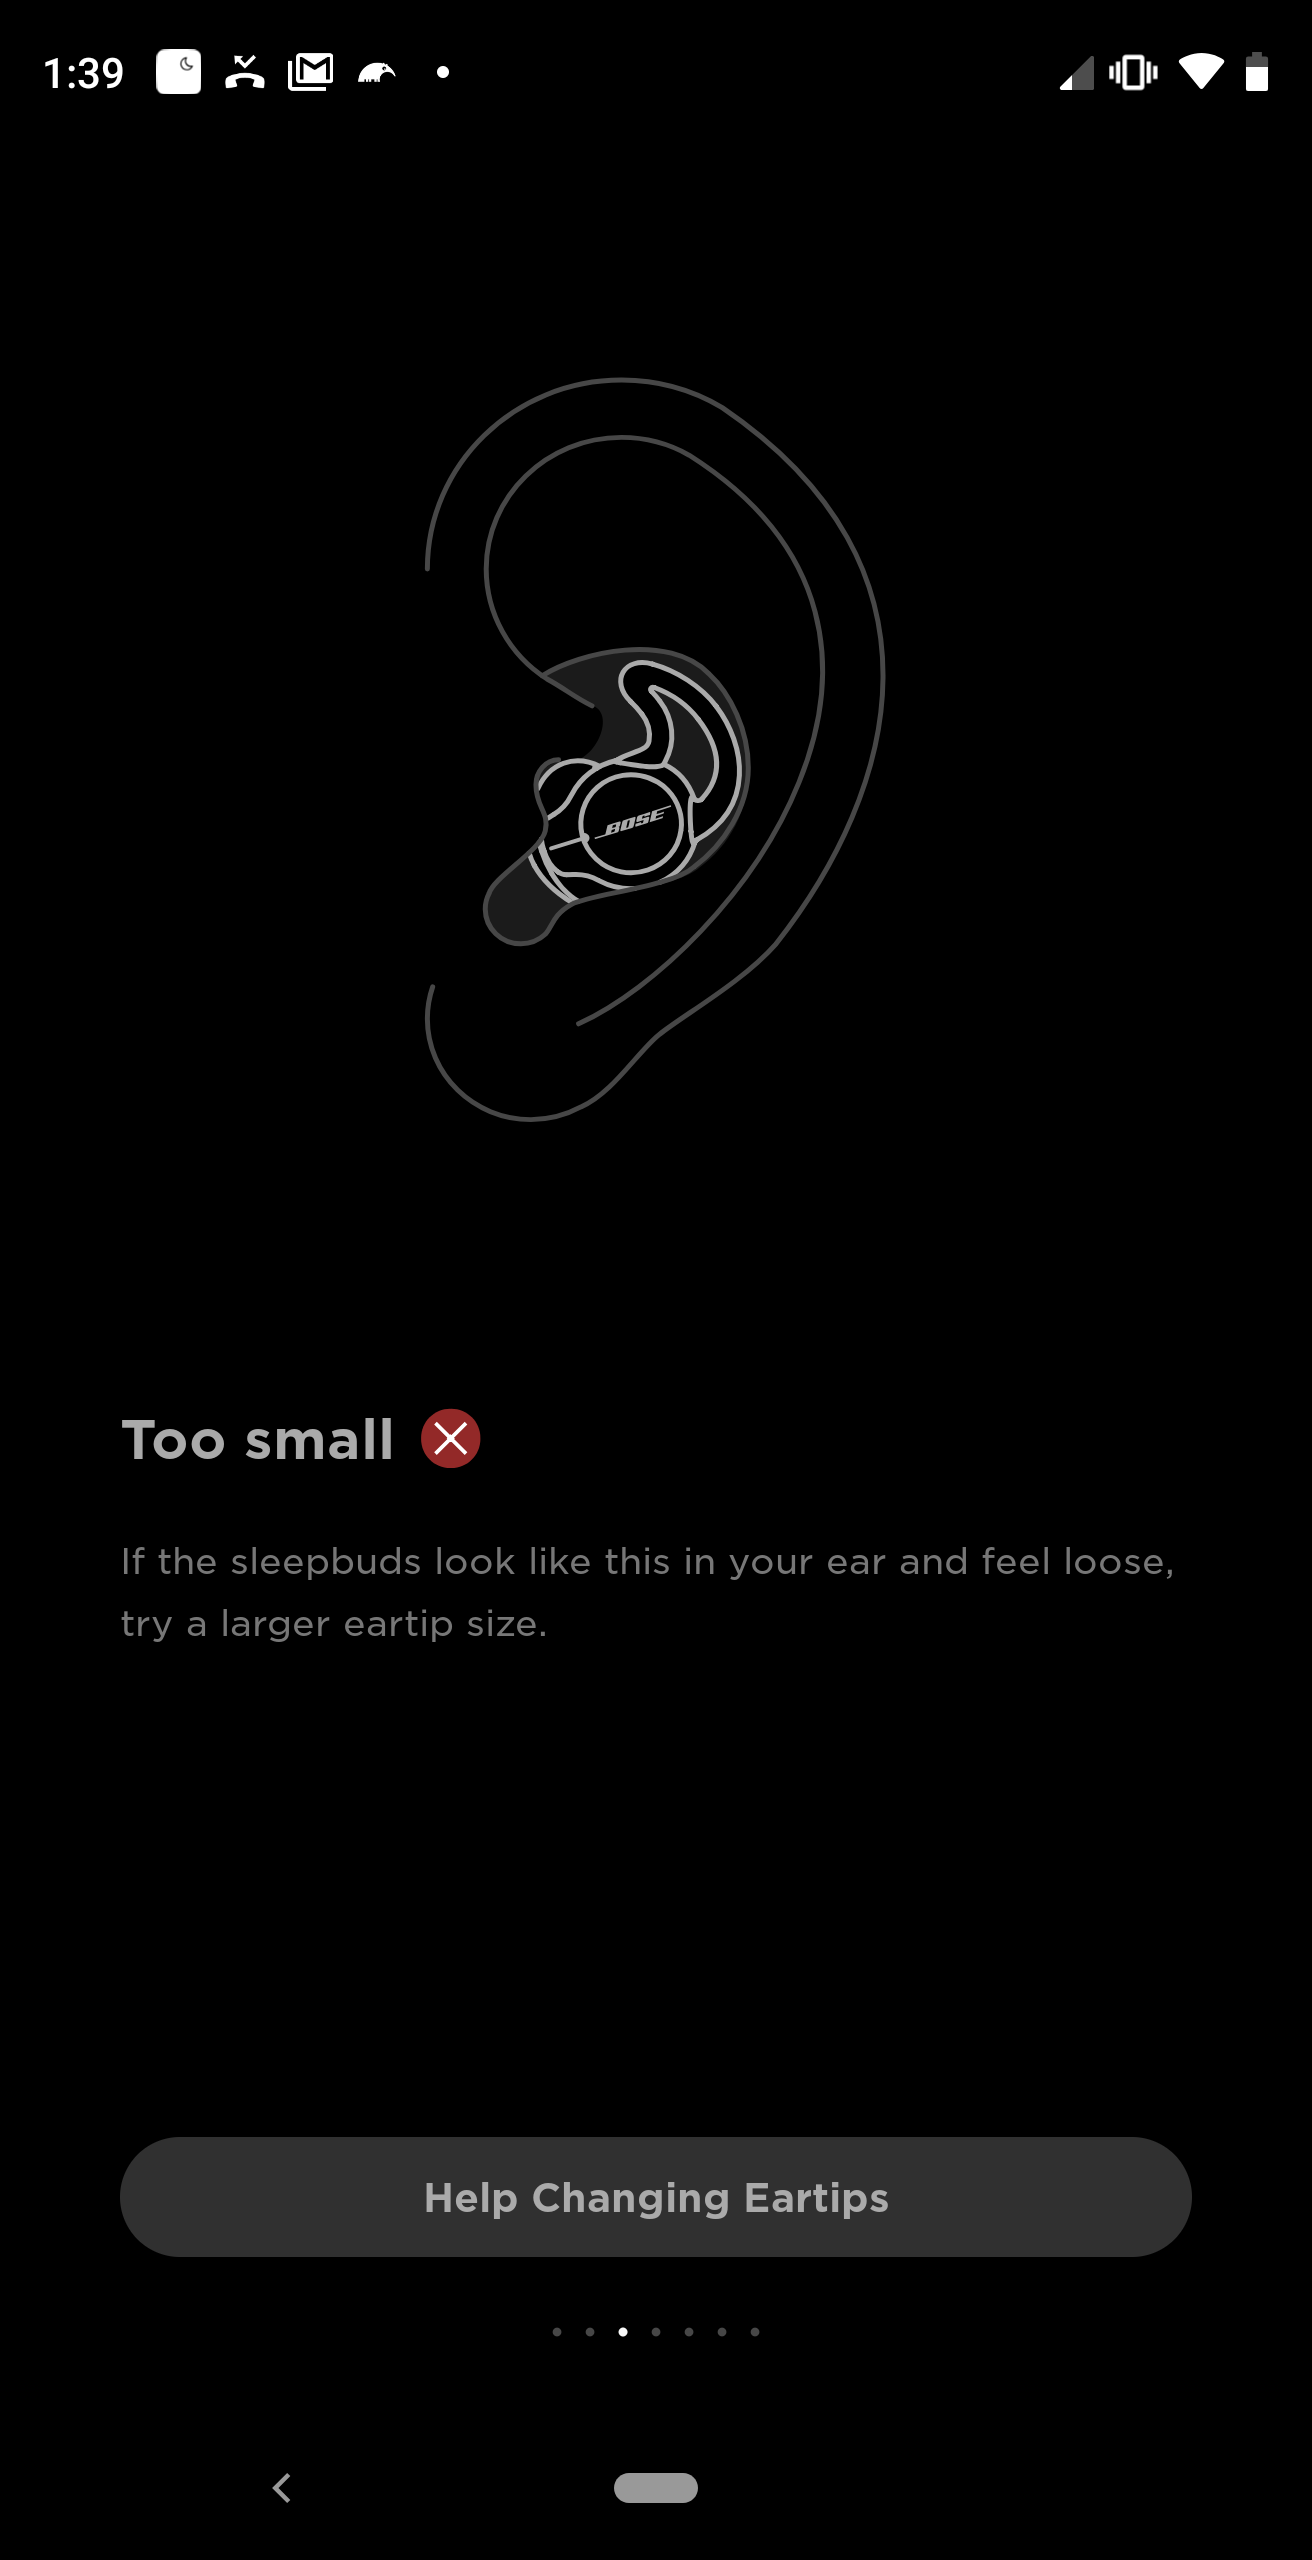 1:39
BOSE
Too small
If the sleepbuds look like this in your ear and feel loose,
try a larger eartip size.
Help Changing Eartips